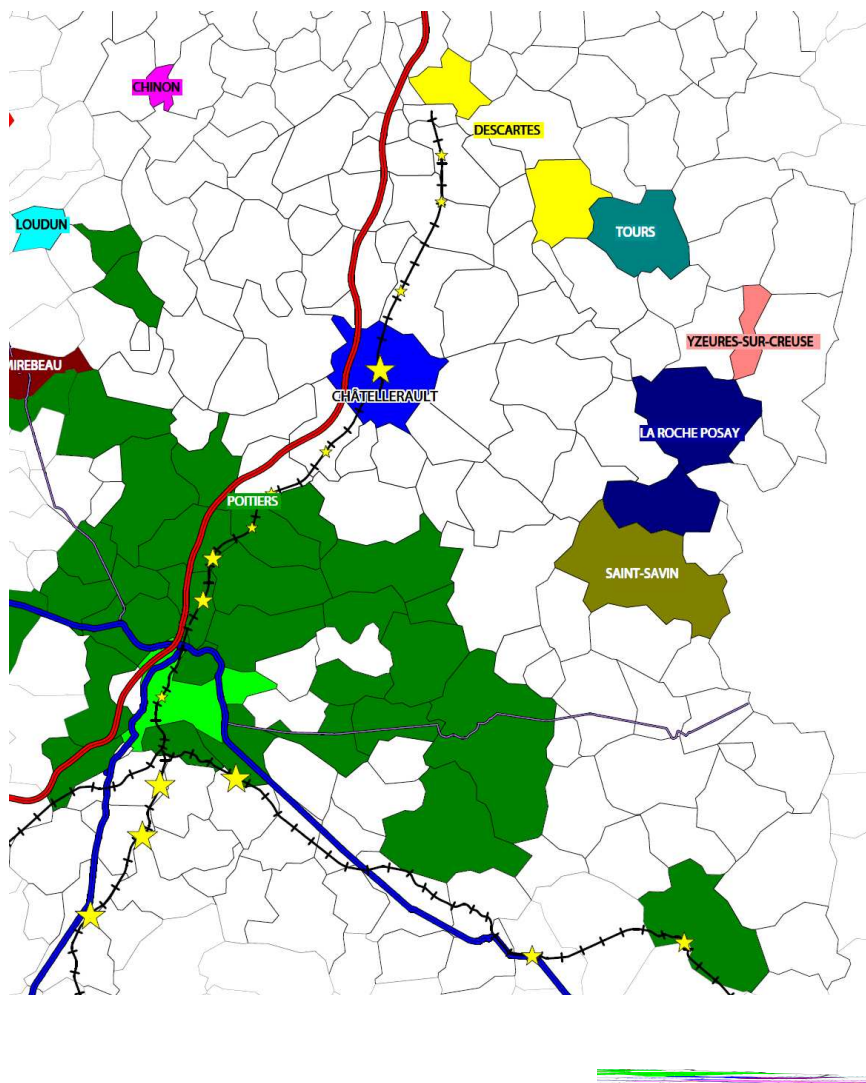 CHINON
DESCARTES
LOUDUN
TOURS
YZEURES-SUR-CREUSE
MIREBEAU
CHÂTELLERAULT
LA ROCHE POSAY
POITIERS
SAINT-SAVIN